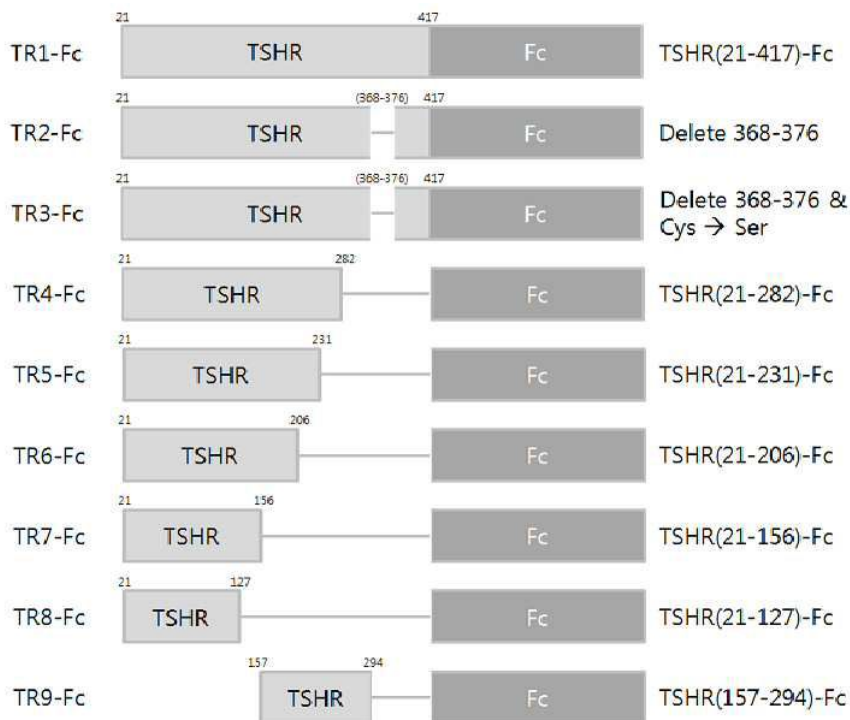 21 417
TR1-Fc TSHR Fc TSHR(21-417)-Fc
21 (368-376) 417
TR2-Fc TSHR Fc Delete 368-376
21 (368-376) 417
TR3-Fc TSHR Fc Delete 368-376 &
Cys → Ser
21 282
TR4-Fc TSHR Fc TSHR(21-282)-Fc
21 231
TR5-Fc TSHR Fc TSHR(21-231)-Fc
21 206
TR6-Fc TSHR Fc TSHR(21-206)-Fc
21 156
TR7-Fc TSHR Fc TSHR(21-156)-Fc
21 127
TR8-Fc TSHR Fc TSHR(21-127)-Fc
157 294
TR9-Fc TSHR Fc TSHR(157-294)-Fc